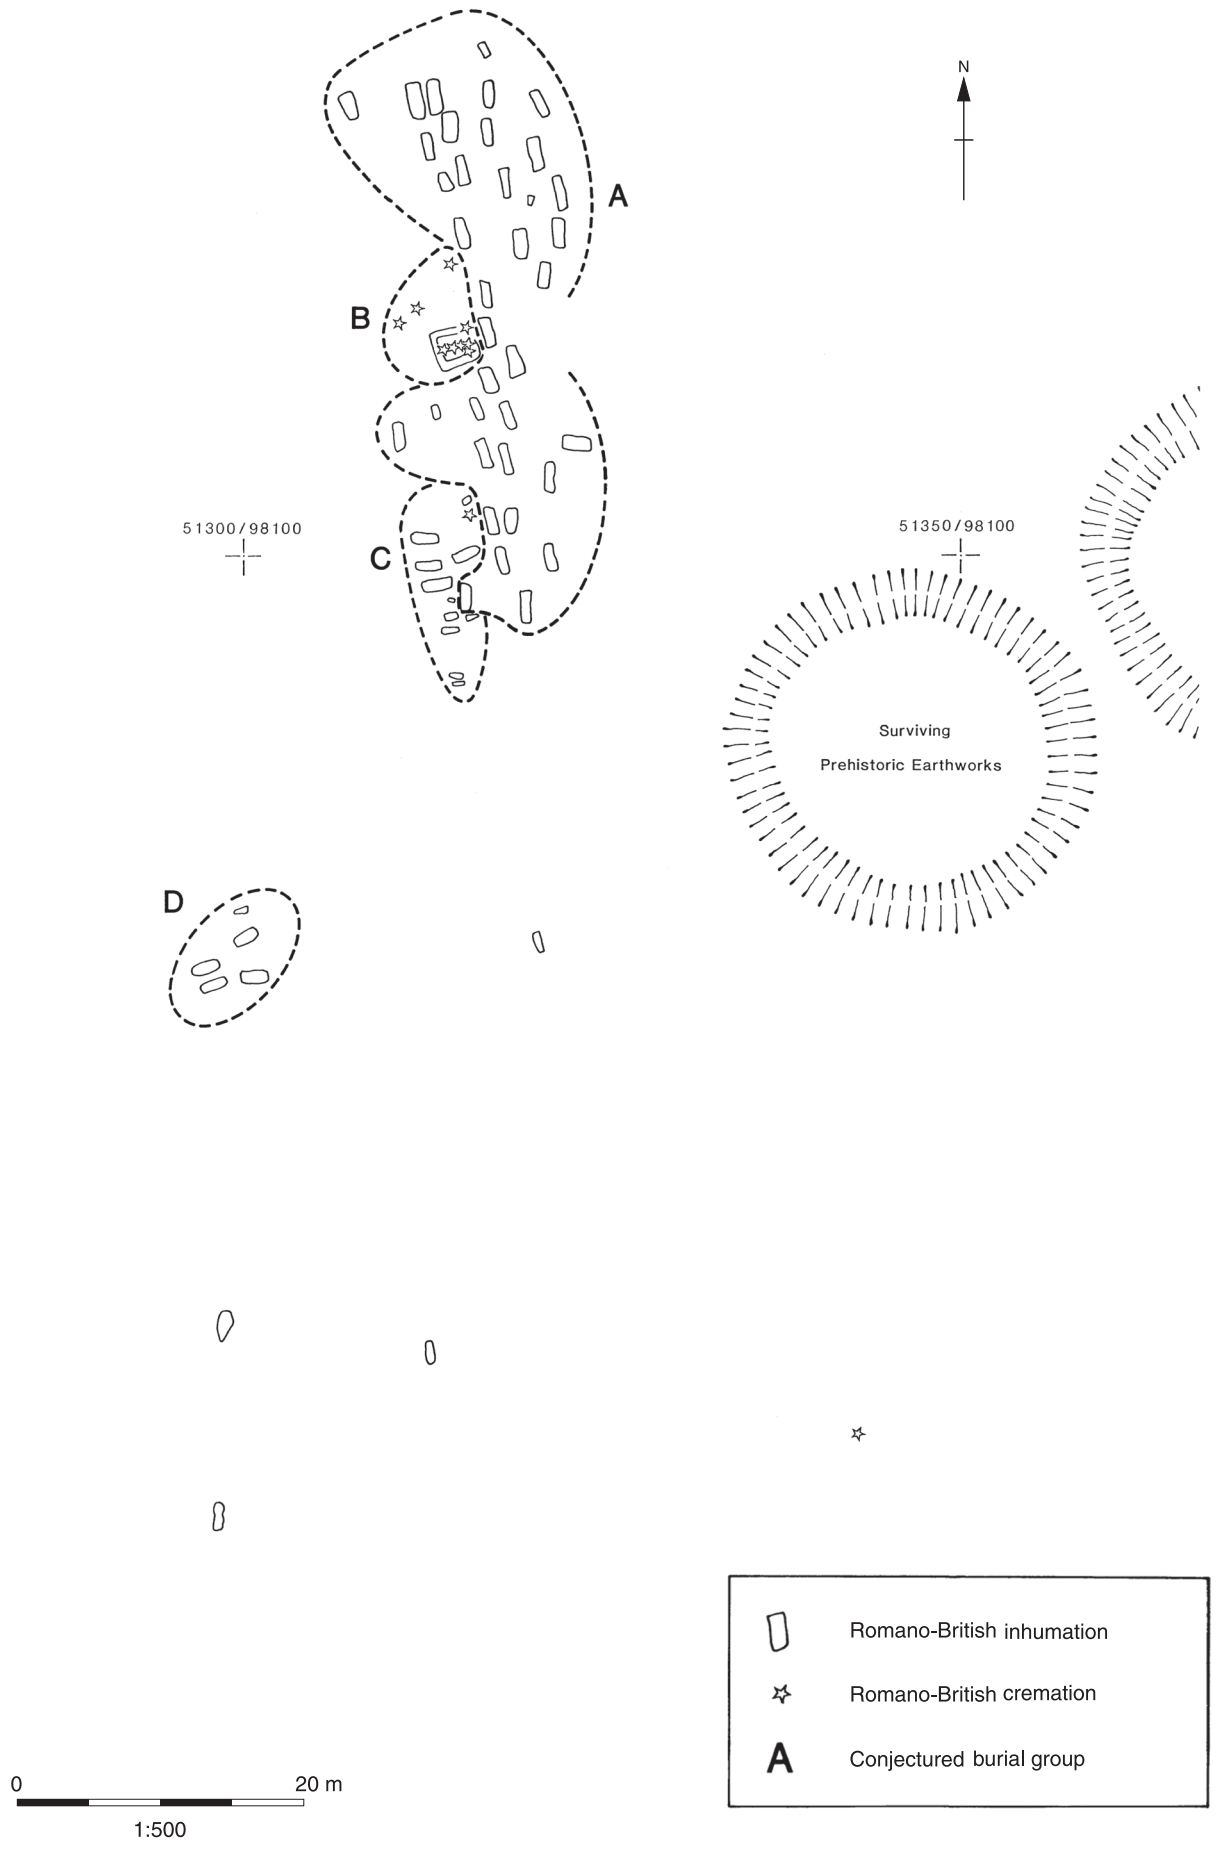 N
A
B
51300/98100
51350/98100
C
Surviving
Prehistoric Earthworks
D
Romano-British inhumation
Romano-British cremation
A Conjectured burial group
0 20 m
1:500